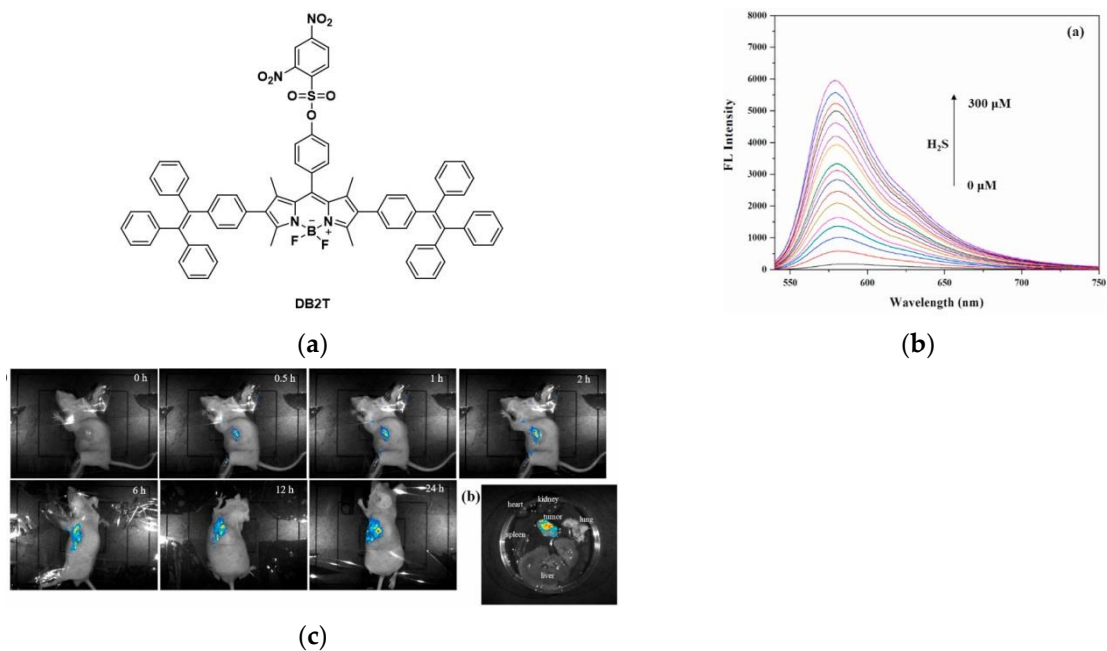 NO₂
NO₂
O=S=O
O
N N
B
F F
- +
DB2T
(a)
8000
7000
6000
5000
4000
3000
2000
1000
0
FL Intensity
(a)
300 μM
H₂S
0 μM
550 600 650 700 750
Wavelength (nm)
(b)
0 h
0.5 h
1 h
2 h
6 h
12 h
24 h
(b)
heart
kidney
tumor
lung
spleen
liver
(c)